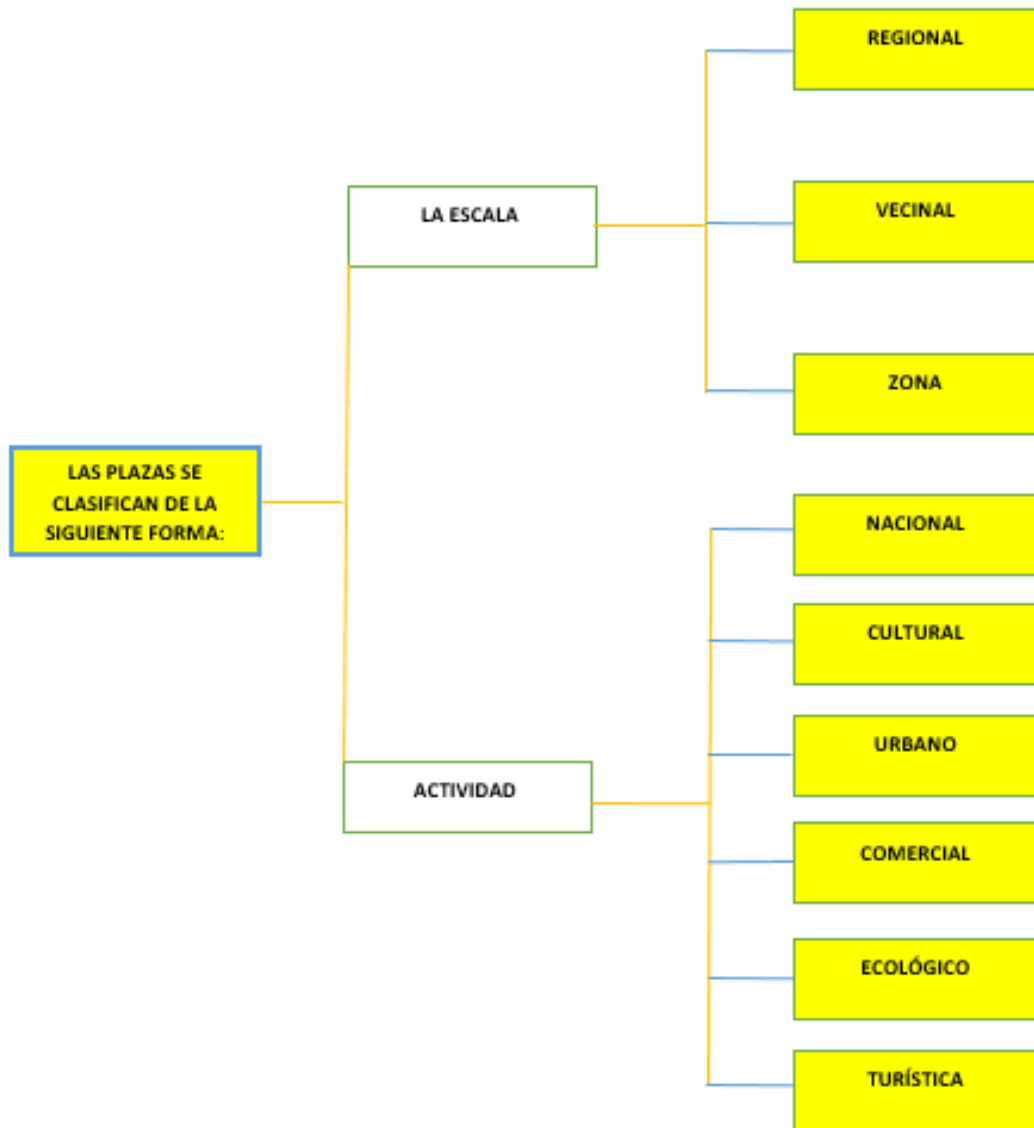 REGIONAL
LA ESCALA
VECINAL
ZONA
LAS PLAZAS SE
CLASIFICAN DE LA
SIGUIENTE FORMA:
NACIONAL
CULTURAL
URBANO
ACTIVIDAD
COMERCIAL
ECOLÓGICO
TURÍSTICA